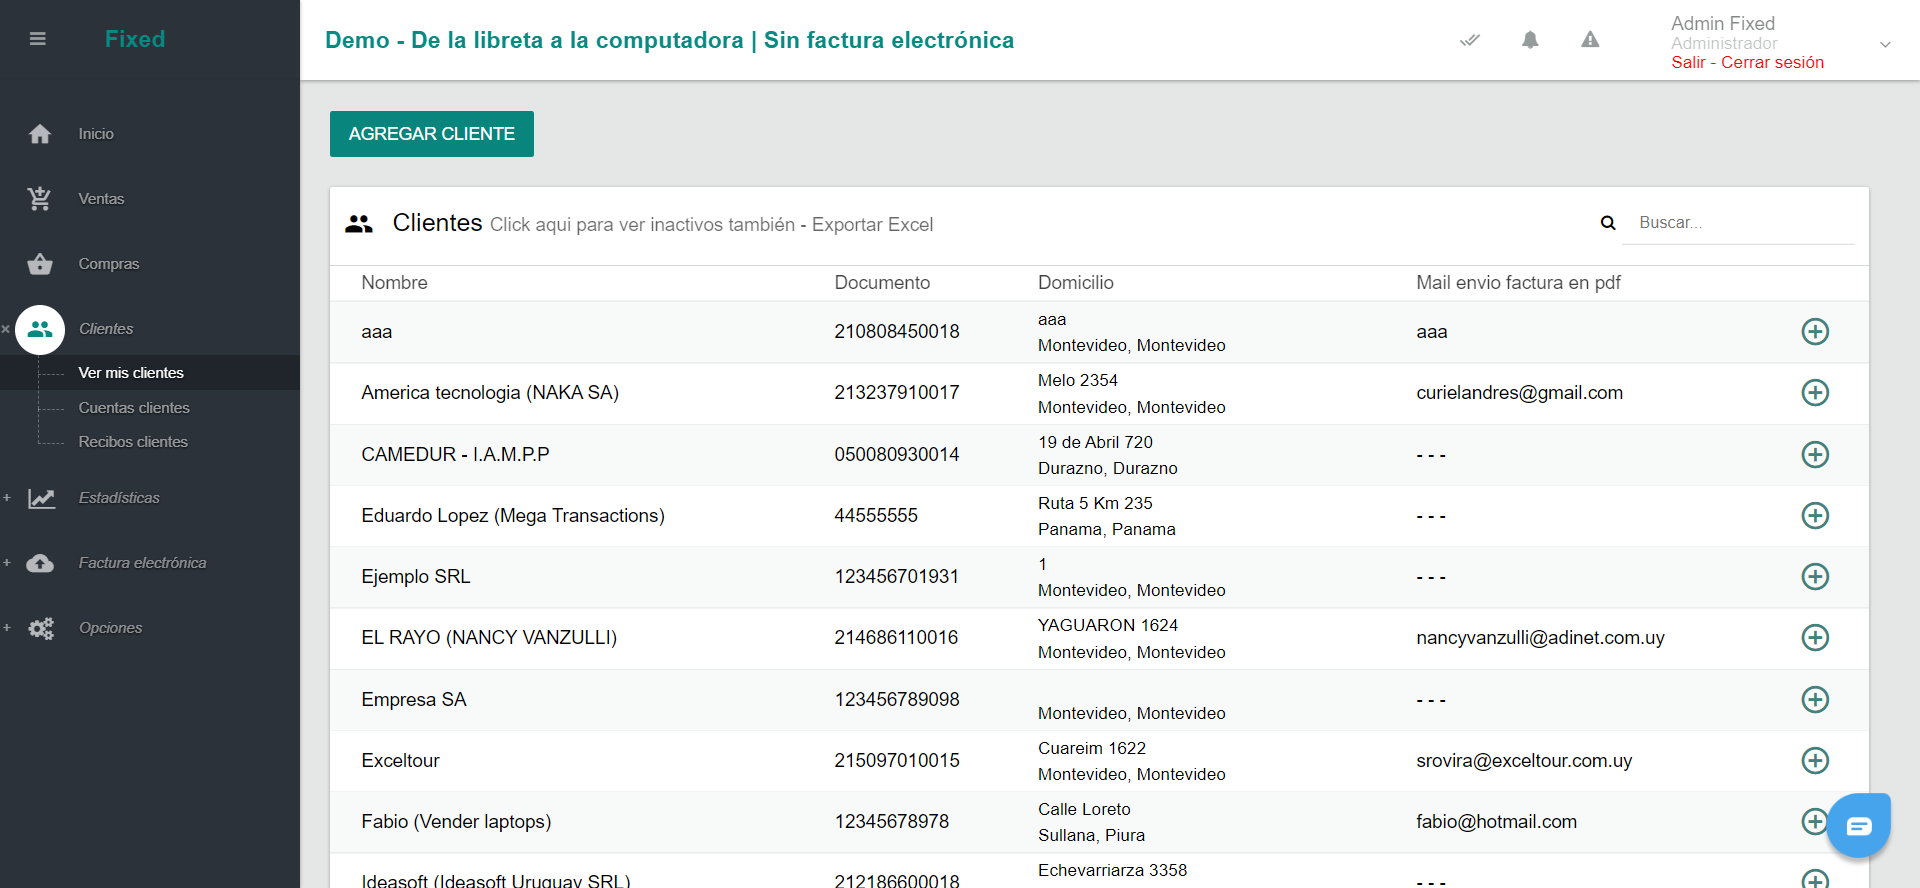 Fixed
Demo - De la libreta a la computadora | Sin factura electrónica
Admin Fixed
Administrador
Salir - Cerrar sesión
Inicio
Ventas
Compras
Clientes
Ver mis clientes
Cuentas clientes
Recibos clientes
Estadísticas
Factura electrónica
Opciones
AGREGAR CLIENTE
Clientes Click aqui para ver inactivos también - Exportar Excel
Buscar...
Nombre Documento Domicilio Mail envio factura en pdf
aaa 210808450018 aaa
Montevideo, Montevideo aaa
America tecnologia (NAKA SA) 213237910017 Melo 2354
Montevideo, Montevideo curielandres@gmail.com
CAMEDUR - I.A.M.P.P 050080930014 19 de Abril 720
Durazno, Durazno - - -
Eduardo Lopez (Mega Transactions) 44555555 Ruta 5 Km 235
Panama, Panama - - -
Ejemplo SRL 123456701931 1
Montevideo, Montevideo - - -
EL RAYO (NANCY VANZULLI) 214686110016 YAGUARON 1624
Montevideo, Montevideo nancyvanzulli@adinet.com.uy
Empresa SA 123456789098
Montevideo, Montevideo - - -
Exceltour 215097010015 Cuareim 1622
Montevideo, Montevideo srovira@exceltour.com.uy
Fabio (Vender laptops) 12345678978 Calle Loreto
Sullana, Piura fabio@hotmail.com
Ideasoft (Ideasoft Uruguay SRL) 212186600018 Echevarriarza 3358
- - -